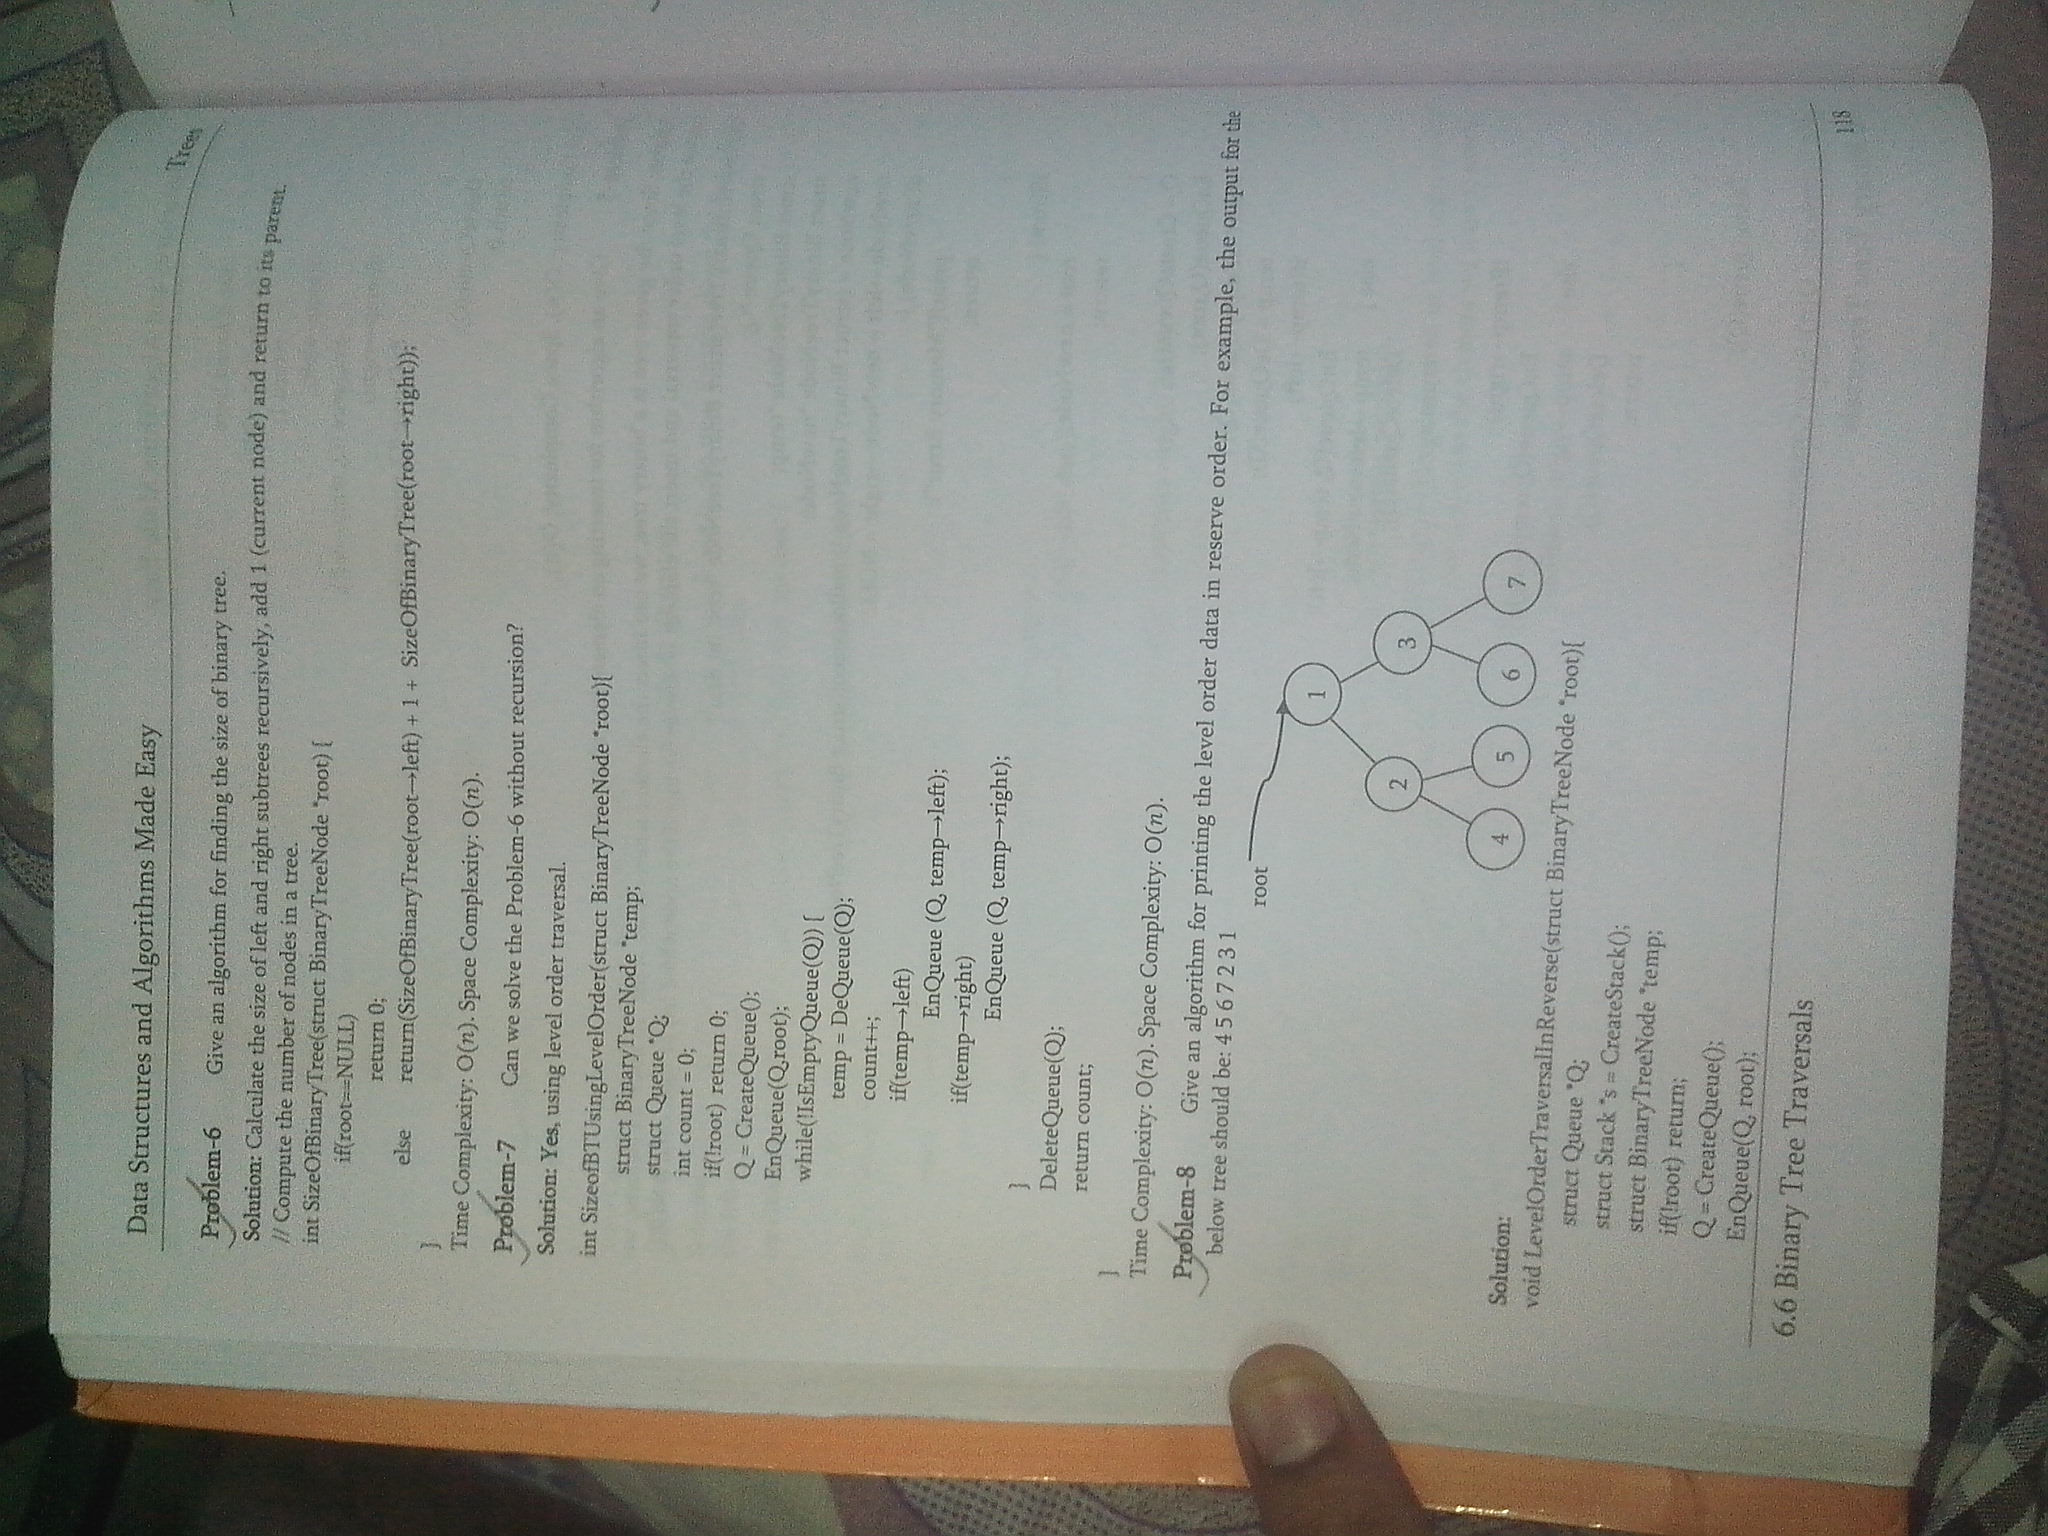 Data Structures and Algorithms Made Easy
Trees
Problem-6 Give an algorithm for finding the size of binary tree.
Solution: Calculate the size of left and right subtrees recursively, add 1 (current node) and return to its parent.
// Compute the number of nodes in a tree.
int SizeOfBinaryTree(struct BinaryTreeNode *root) {
if(root==NULL)
return 0;
else return(SizeOfBinaryTree(root→left) + 1 + SizeOfBinaryTree(root→right));
}
Time Complexity: O(n). Space Complexity: O(n).
Problem-7 Can we solve the Problem-6 without recursion?
Solution: Yes, using level order traversal.
int SizeofBTUsingLevelOrder(struct BinaryTreeNode *root){
struct BinaryTreeNode *temp;
struct Queue *Q;
int count = 0;
if(!root) return 0;
Q = CreateQueue();
EnQueue(Q,root);
while(!IsEmptyQueue(Q)) {
temp = DeQueue(Q);
count++;
if(temp→left)
EnQueue (Q, temp→left);
if(temp→right)
EnQueue (Q, temp→right);
}
DeleteQueue(Q);
return count;
}
Time Complexity: O(n). Space Complexity: O(n).
Problem-8 Give an algorithm for printing the level order data in reserve order. For example, the output for the
below tree should be: 4 5 6 7 2 3 1
root
1
2 3
4 5 6 7
Solution:
void LevelOrderTraversalInReverse(struct BinaryTreeNode *root){
struct Queue *Q;
struct Stack *s = CreateStack();
struct BinaryTreeNode *temp;
if(!root) return;
Q = CreateQueue();
EnQueue(Q, root);
6.6 Binary Tree Traversals
118